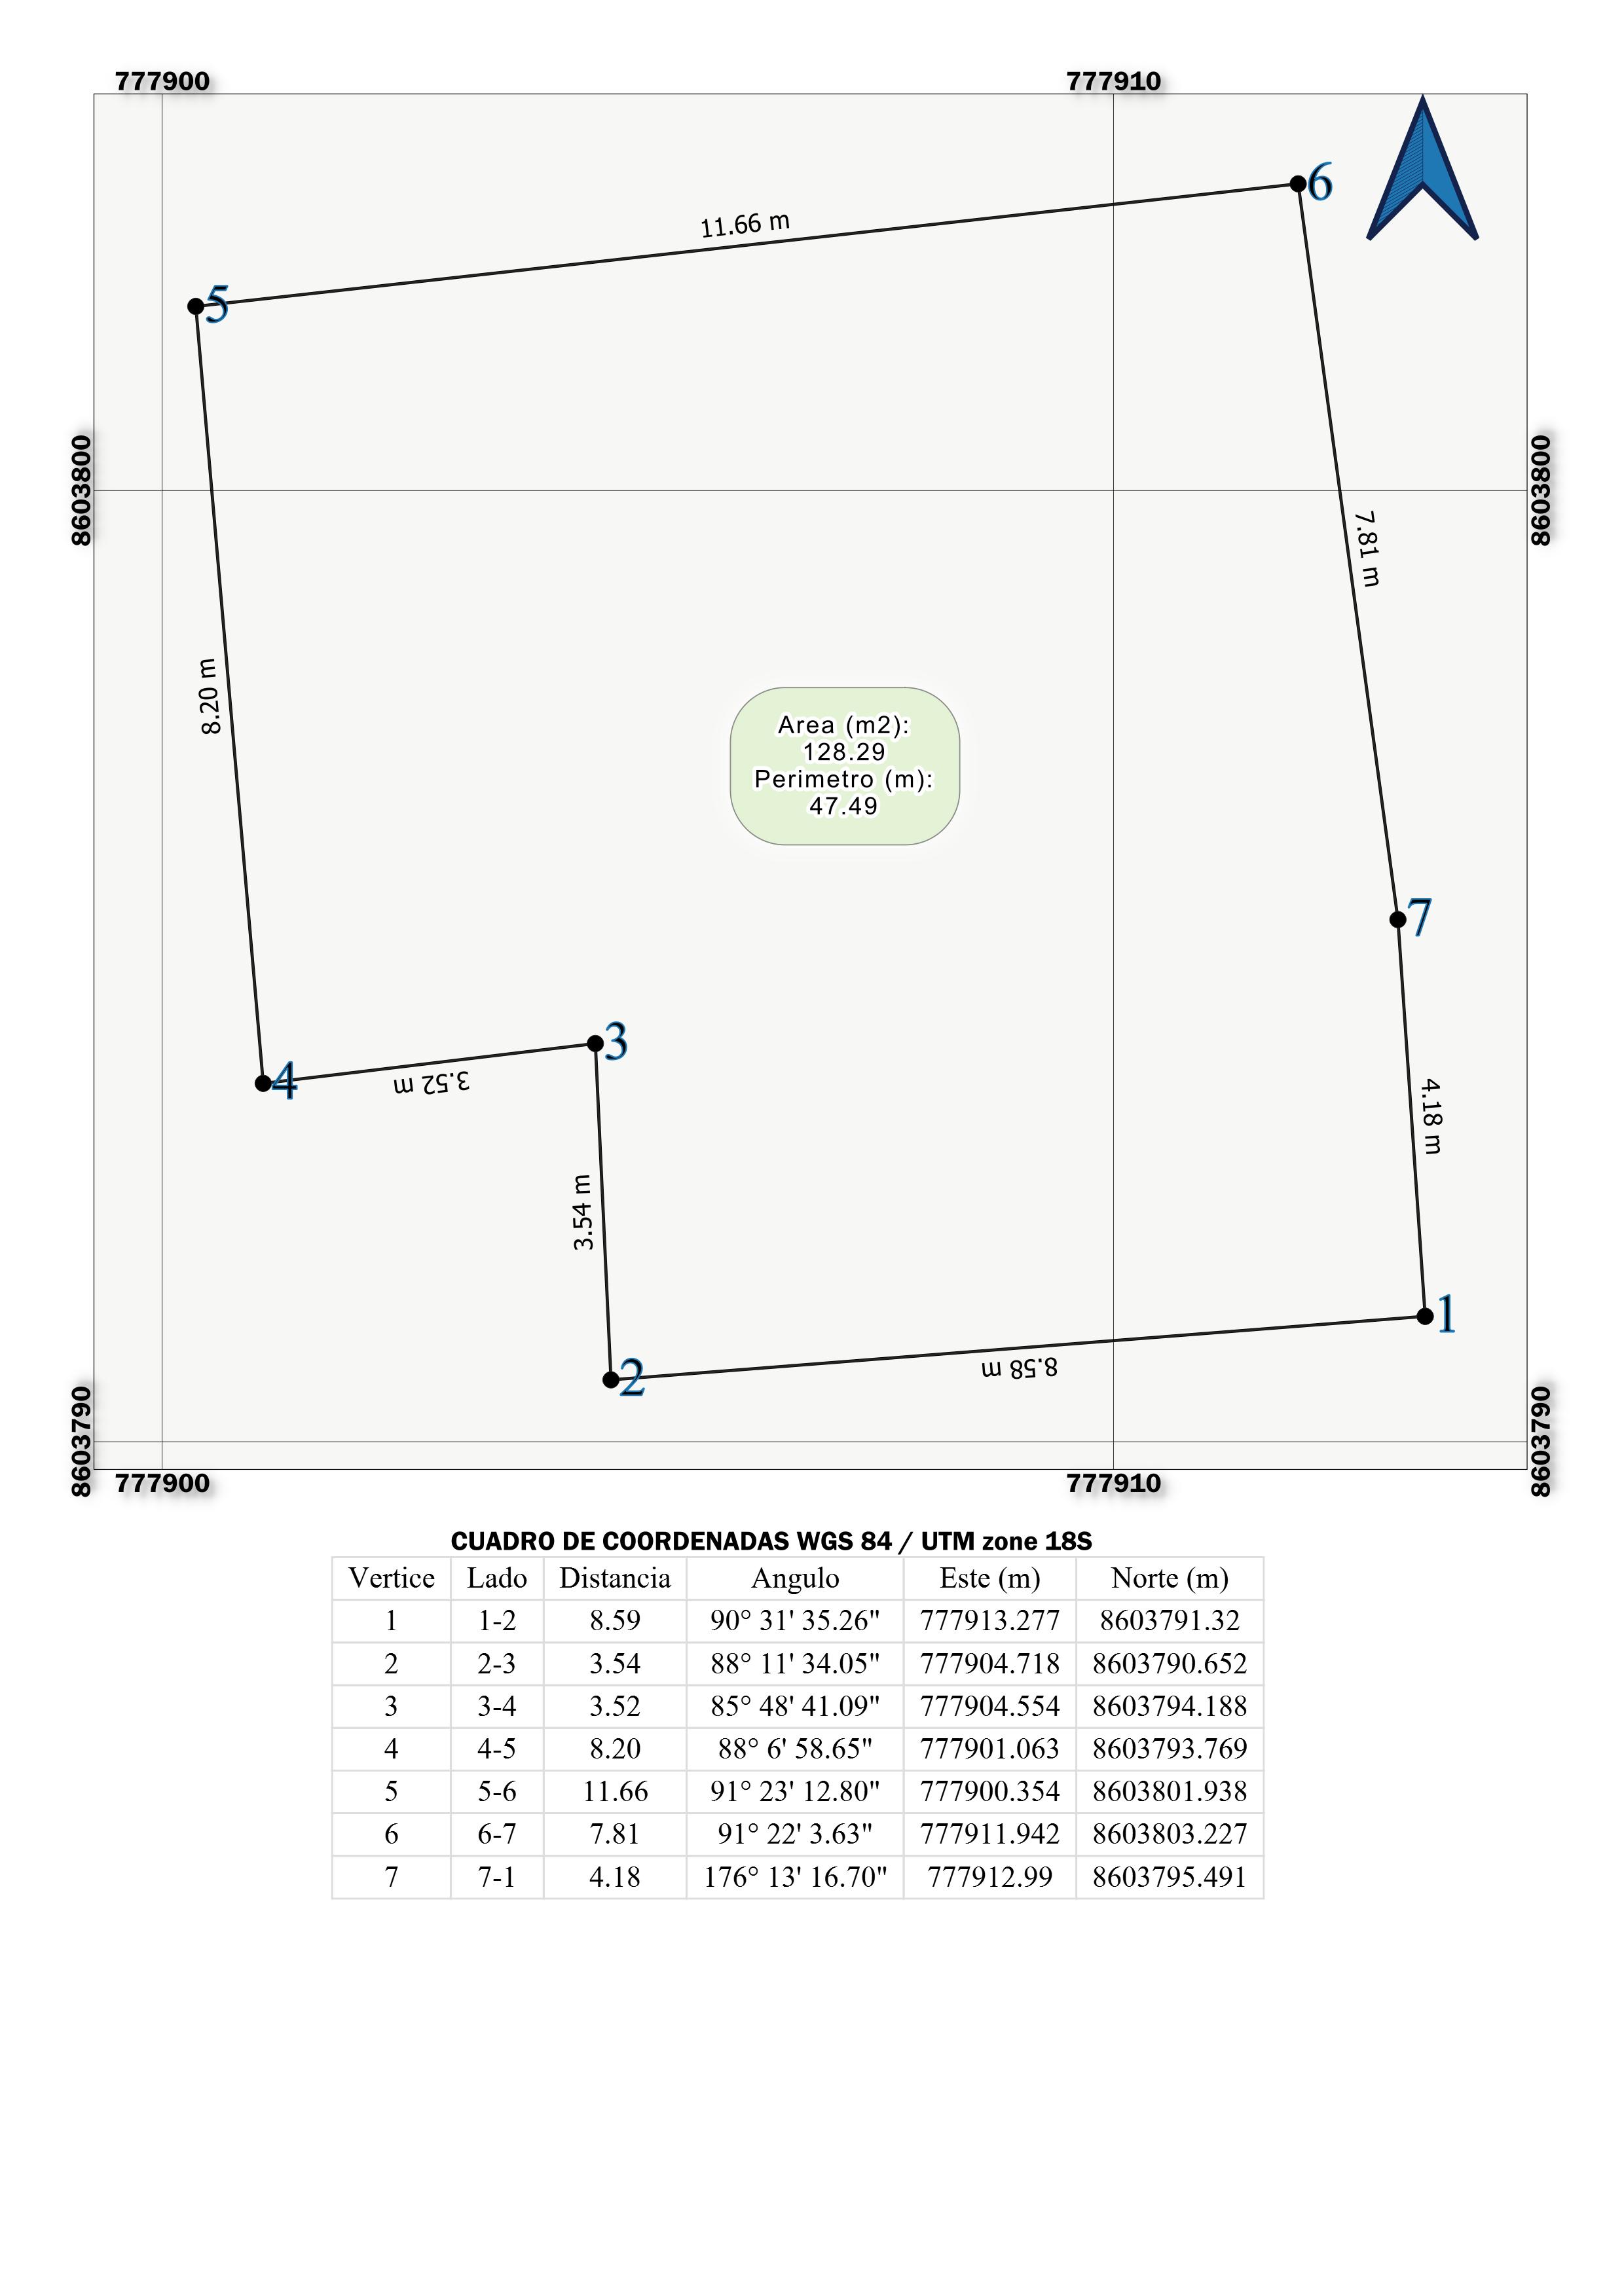 777900 777910
6
11.66 m
5
8603800 8603800
7.81 m
8.20 m
Area (m2):
128.29
Perimetro (m):
47.49
7
3
4
3.52 m
4.18 m
3.54 m
1
8.58 m
2
8603790 8603790
777900 777910
CUADRO DE COORDENADAS WGS 84 / UTM zone 18S
Vertice Lado Distancia Angulo Este (m) Norte (m)
1 1-2 8.59 90° 31' 35.26" 777913.277 8603791.32
2 2-3 3.54 88° 11' 34.05" 777904.718 8603790.652
3 3-4 3.52 85° 48' 41.09" 777904.554 8603794.188
4 4-5 8.20 88° 6' 58.65" 777901.063 8603793.769
5 5-6 11.66 91° 23' 12.80" 777900.354 8603801.938
6 6-7 7.81 91° 22' 3.63" 777911.942 8603803.227
7 7-1 4.18 176° 13' 16.70" 777912.99 8603795.491